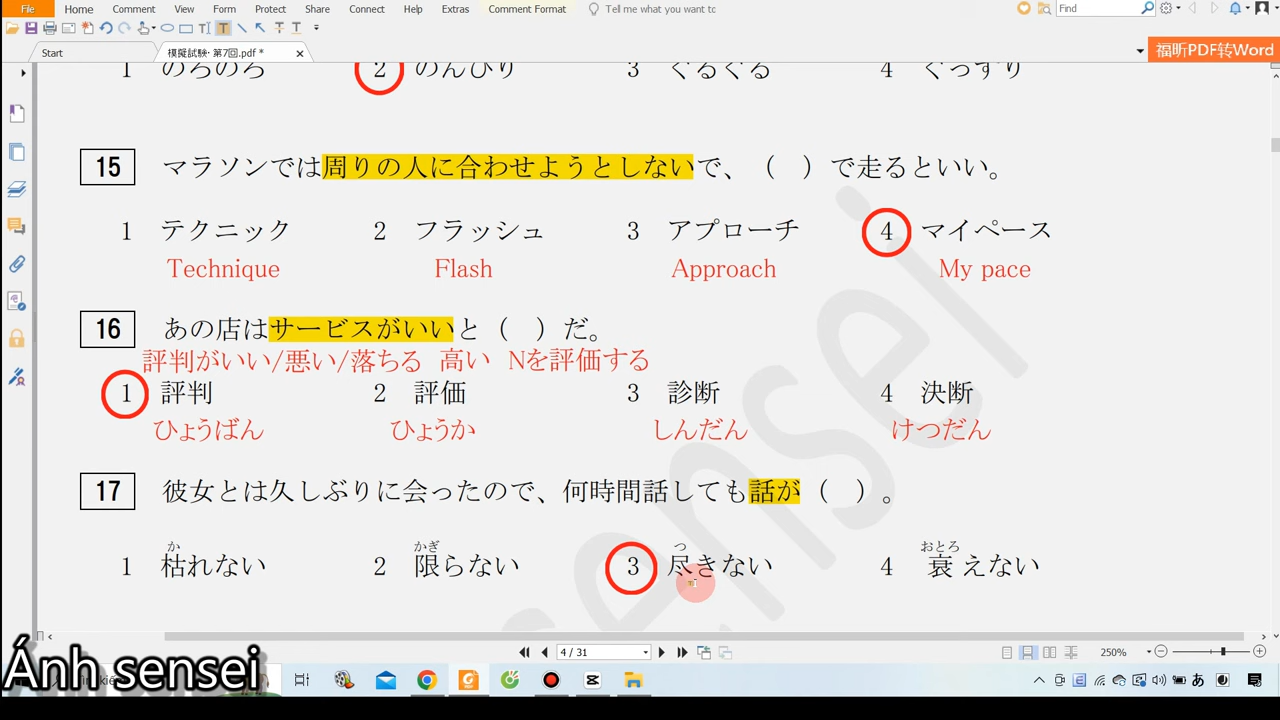 File Home Comment View Form Protect Share Connect Help Extras Comment Format Tell me what you want to Find
Start 模擬試験- 第7回.pdf * 福昕PDF转Word
1 のろのろ 2 のんびり 3 ぐるぐる 4 ぐっすり
15 マラソンでは周りの人に合わせようとしないで、（ ）で走るといい。
1 テクニック 2 フラッシュ 3 アプローチ 4 マイペース
Technique Flash Approach My pace
16 あの店はサービスがいいと（ ）だ。
評判がいい/悪い/落ちる 高い Nを評価する
1 評判 2 評価 3 診断 4 決断
ひょうばん ひょうか しんだん けつだん
17 彼女とは久しぶりに会ったので、何時間話しても話が（ ）。
か かぎ つ おとろ
1 枯れない 2 限らない 3 尽きない 4 衰えない
sensei
4 / 31 250%
Ánh sensei